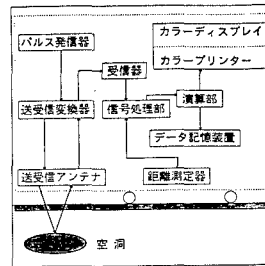 カラーディスプレイ
カラープリンター
パルス発信器
受信器
演算部
送受信変換器
信号処理部
データ記憶装置
送受信アンテナ
距離測定器
空洞